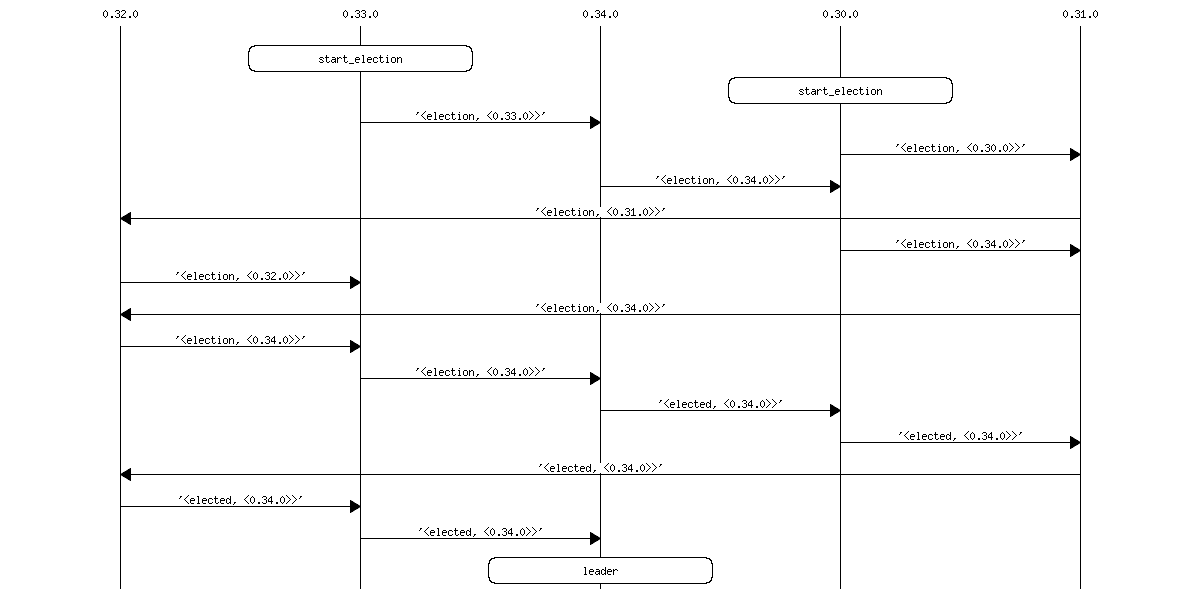 0.32.0 0.33.0 0.34.0 0.30.0 0.31.0
start_election
start_election
'<election, <0.33.0>>'
'<election, <0.30.0>>'
'<election, <0.34.0>>'
'<election, <0.31.0>>'
'<election, <0.34.0>>'
'<election, <0.32.0>>'
'<election, <0.34.0>>'
'<election, <0.34.0>>'
'<election, <0.34.0>>'
'<elected, <0.34.0>>'
'<elected, <0.34.0>>'
'<elected, <0.34.0>>'
'<elected, <0.34.0>>'
'<elected, <0.34.0>>'
leader